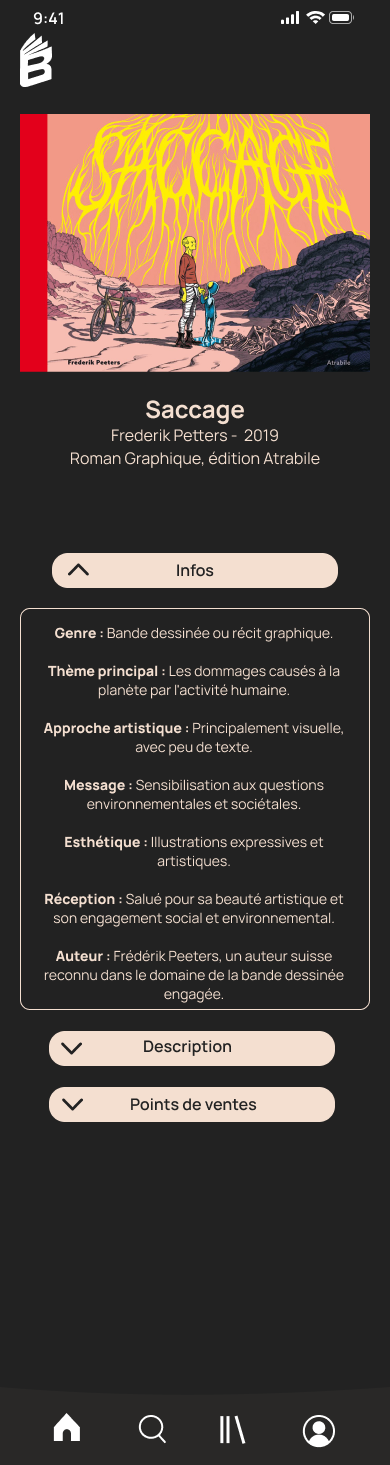 9:41
B
SACCAGE
Frederik Peeters
Atrabile
Saccage
Frederik Petters - 2019
Roman Graphique, édition Atrabile
Infos
Genre : Bande dessinée ou récit graphique.
Thème principal : Les dommages causés à la
planète par l'activité humaine.
Approche artistique : Principalement visuelle,
avec peu de texte.
Message : Sensibilisation aux questions
environnementales et sociétales.
Esthétique : Illustrations expressives et
artistiques.
Réception : Salué pour sa beauté artistique et
son engagement social et environnemental.
Auteur : Frédérik Peeters, un auteur suisse
reconnu dans le domaine de la bande dessinée
engagée.
Description
Points de ventes